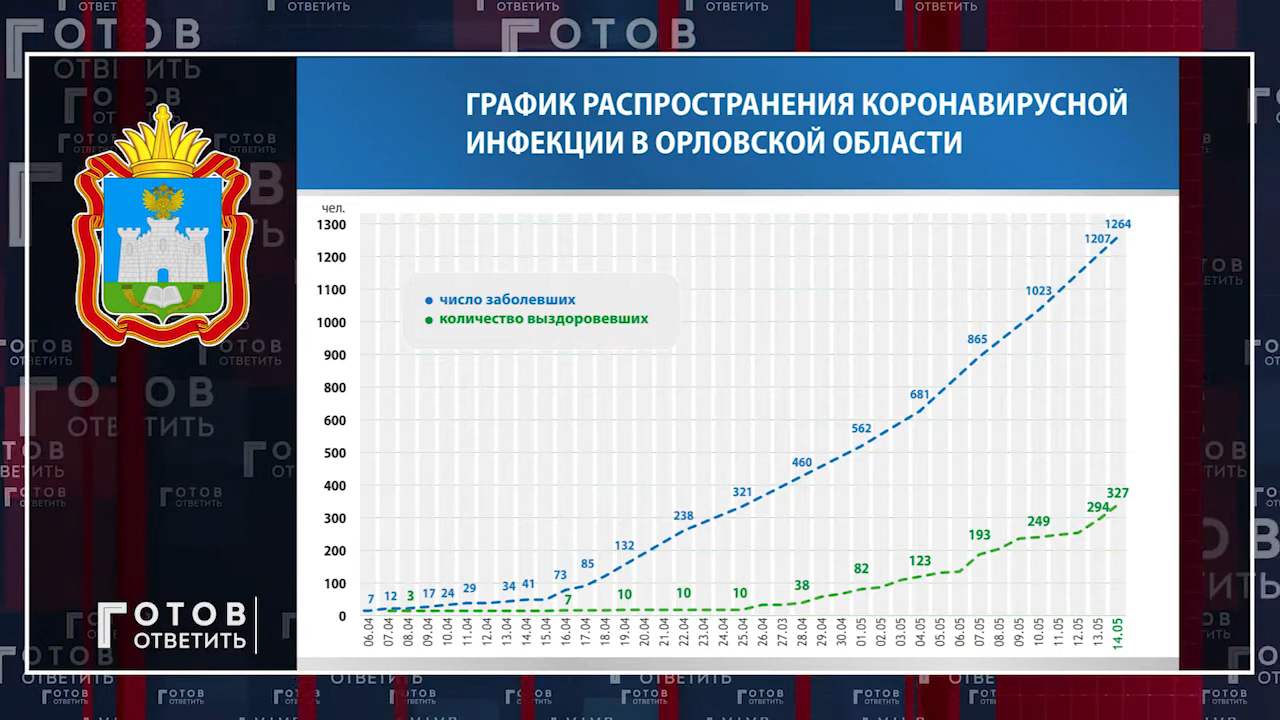 ГРАФИК РАСПРОСТРАНЕНИЯ КОРОНАВИРУСНОЙ
ИНФЕКЦИИ В ОРЛОВСКОЙ ОБЛАСТИ
чел.
1300
1200
1100
1000
900
800
700
600
500
400
300
200
100
0
число заболевших
количество выздоровевших
7 12 17 24 29 34 41 73 85 132 238 321 460 562 681 865 1023 1207 1264
3 7 10 10 10 38 82 123 193 249 294 327
06.04 07.04 08.04 09.04 10.04 11.04 12.04 13.04 14.04 15.04 16.04 17.04 18.04 19.04 20.04 21.04 22.04 23.04 24.04 25.04 26.04 27.03 28.04 29.04 30.04 01.05 02.05 03.05 04.05 05.05 06.05 07.05 08.05 09.05 10.05 11.05 12.05 13.05 14.05
ГОТОВ
ОТВЕТИТЬ